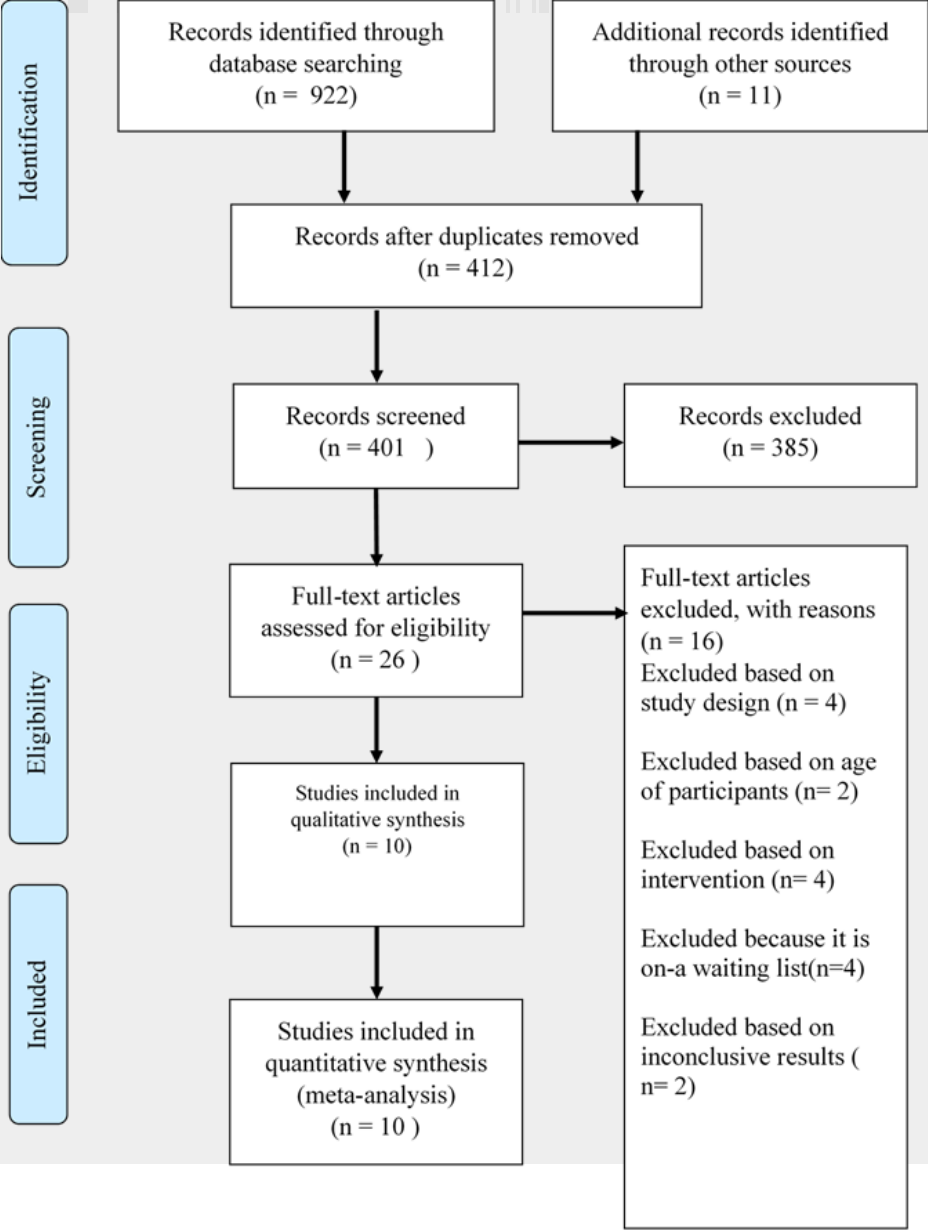 Identification
Records identified through
database searching
(n = 922)
Additional records identified
through other sources
(n = 11)
Records after duplicates removed
(n = 412)
Screening
Records screened
(n = 401 )
Records excluded
(n = 385)
Eligibility
Full-text articles
assessed for eligibility
(n = 26 )
Full-text articles
excluded, with reasons
(n = 16)
Excluded based on
study design (n = 4)
Excluded based on age
of participants (n= 2)
Excluded based on
intervention (n= 4)
Excluded because it is
on-a waiting list(n=4)
Excluded based on
inconclusive results (
n= 2)
Studies included in
qualitative synthesis
(n = 10)
Included
Studies included in
quantitative synthesis
(meta-analysis)
(n = 10 )